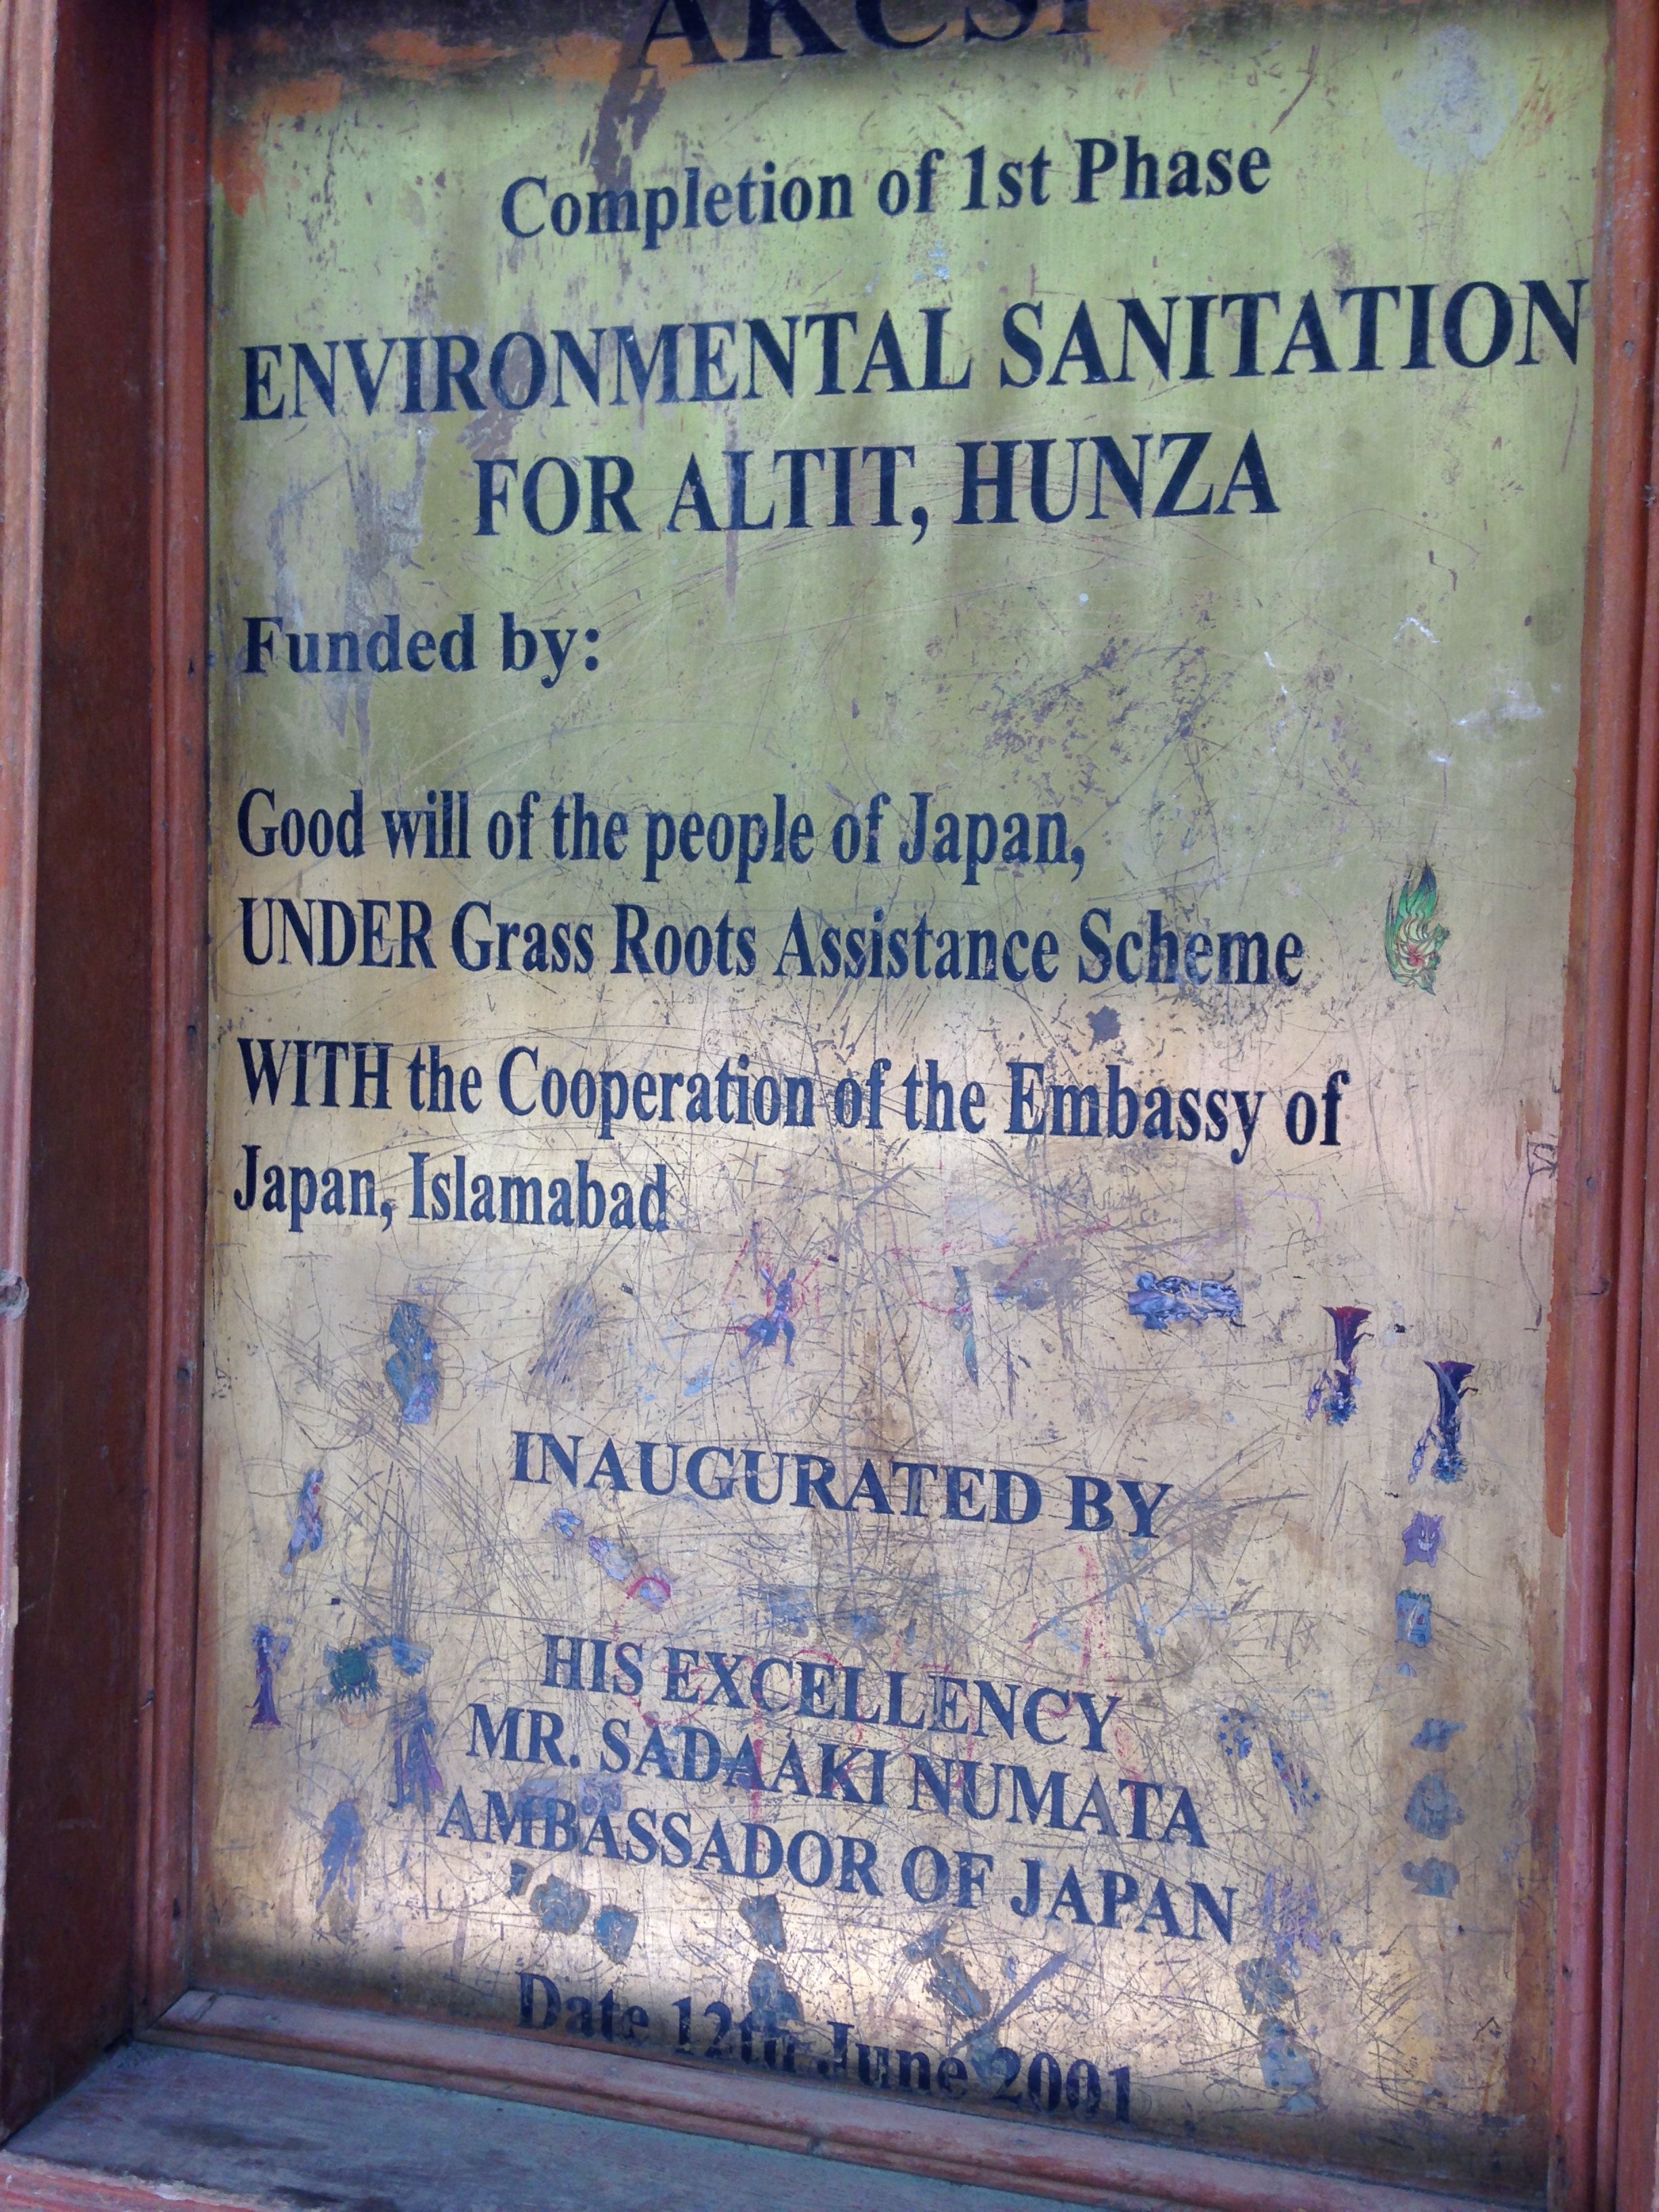 AKCSP
Completion of 1st Phase
ENVIRONMENTAL SANITATION
FOR ALTIT, HUNZA
Funded by:
Good will of the people of Japan,
UNDER Grass Roots Assistance Scheme
WITH the Cooperation of the Embassy of
Japan, Islamabad
INAUGURATED BY
HIS EXCELLENCY
MR. SADAAKI NUMATA
AMBASSADOR OF JAPAN
Date 12th June 2001